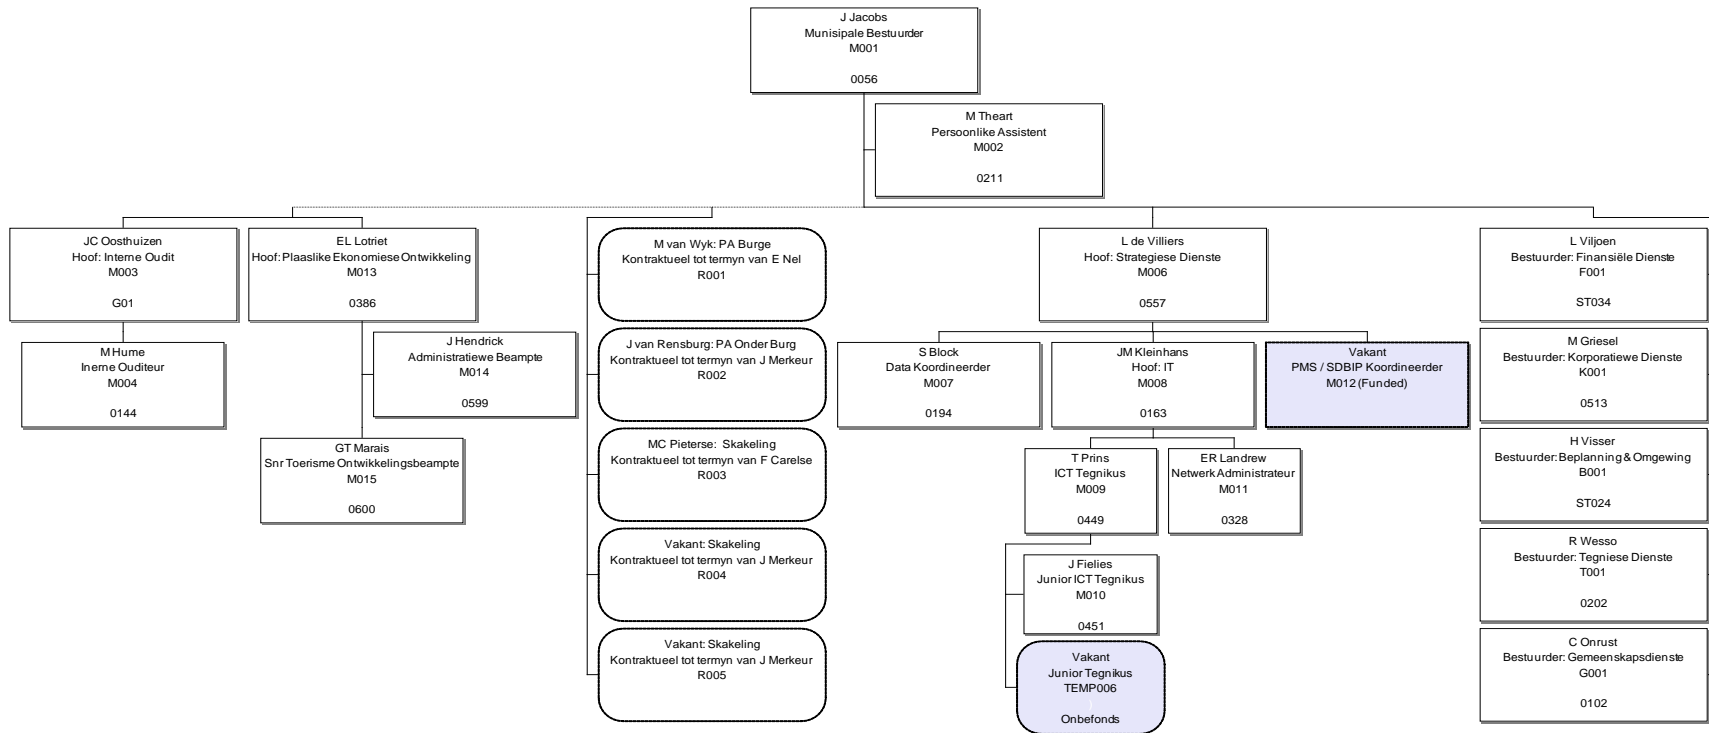 J Jacobs
Munisipale Bestuurder
M001
0056
M Theart
Persoonlike Assistent
M002
0211
JC Oosthuizen
Hoof: Interne Oudit
M003
G01
M Hume
Inerne Ouditeur
M004
0144
EL Lotriet
Hoof: Plaaslike Ekonomiese Ontwikkeling
M013
0386
J Hendrick
Administratiewe Beampte
M014
0599
GT Marais
Snr Toerisme Ontwikkelingsbeampte
M015
0600
M van Wyk: PA Burge
Kontraktueel tot termyn van E Nel
R001
J van Rensburg: PA Onder Burg
Kontraktueel tot termyn van J Merkeur
R002
MC Pieterse: Skakeling
Kontraktueel tot termyn van F Carelse
R003
Vakant: Skakeling
Kontraktueel tot termyn van J Merkeur
R004
Vakant: Skakeling
Kontraktueel tot termyn van J Merkeur
R005
L de Villiers
Hoof: Strategiese Dienste
M006
0557
S Block
Data Koordineerder
M007
0194
JM Kleinhans
Hoof: IT
M008
0163
Vakant
PMS / SDBIP Koordineerder
M012 (Funded)
T Prins
ICT Tegnikus
M009
0449
ER Landrew
Netwerk Administrateur
M011
0328
J Fielies
Junior ICT Tegnikus
M010
0451
Vakant
Junior Tegnikus
TEMP006
Onbefonds
L Viljoen
Bestuurder: Finansiële Dienste
F001
ST034
M Griesel
Bestuurder: Korporatiewe Dienste
K001
0513
H Visser
Bestuurder: Beplanning & Omgewing
B001
ST024
R Wesso
Bestuurder: Tegniese Dienste
T001
0202
C Onrust
Bestuurder: Gemeenskapsdienste
G001
0102